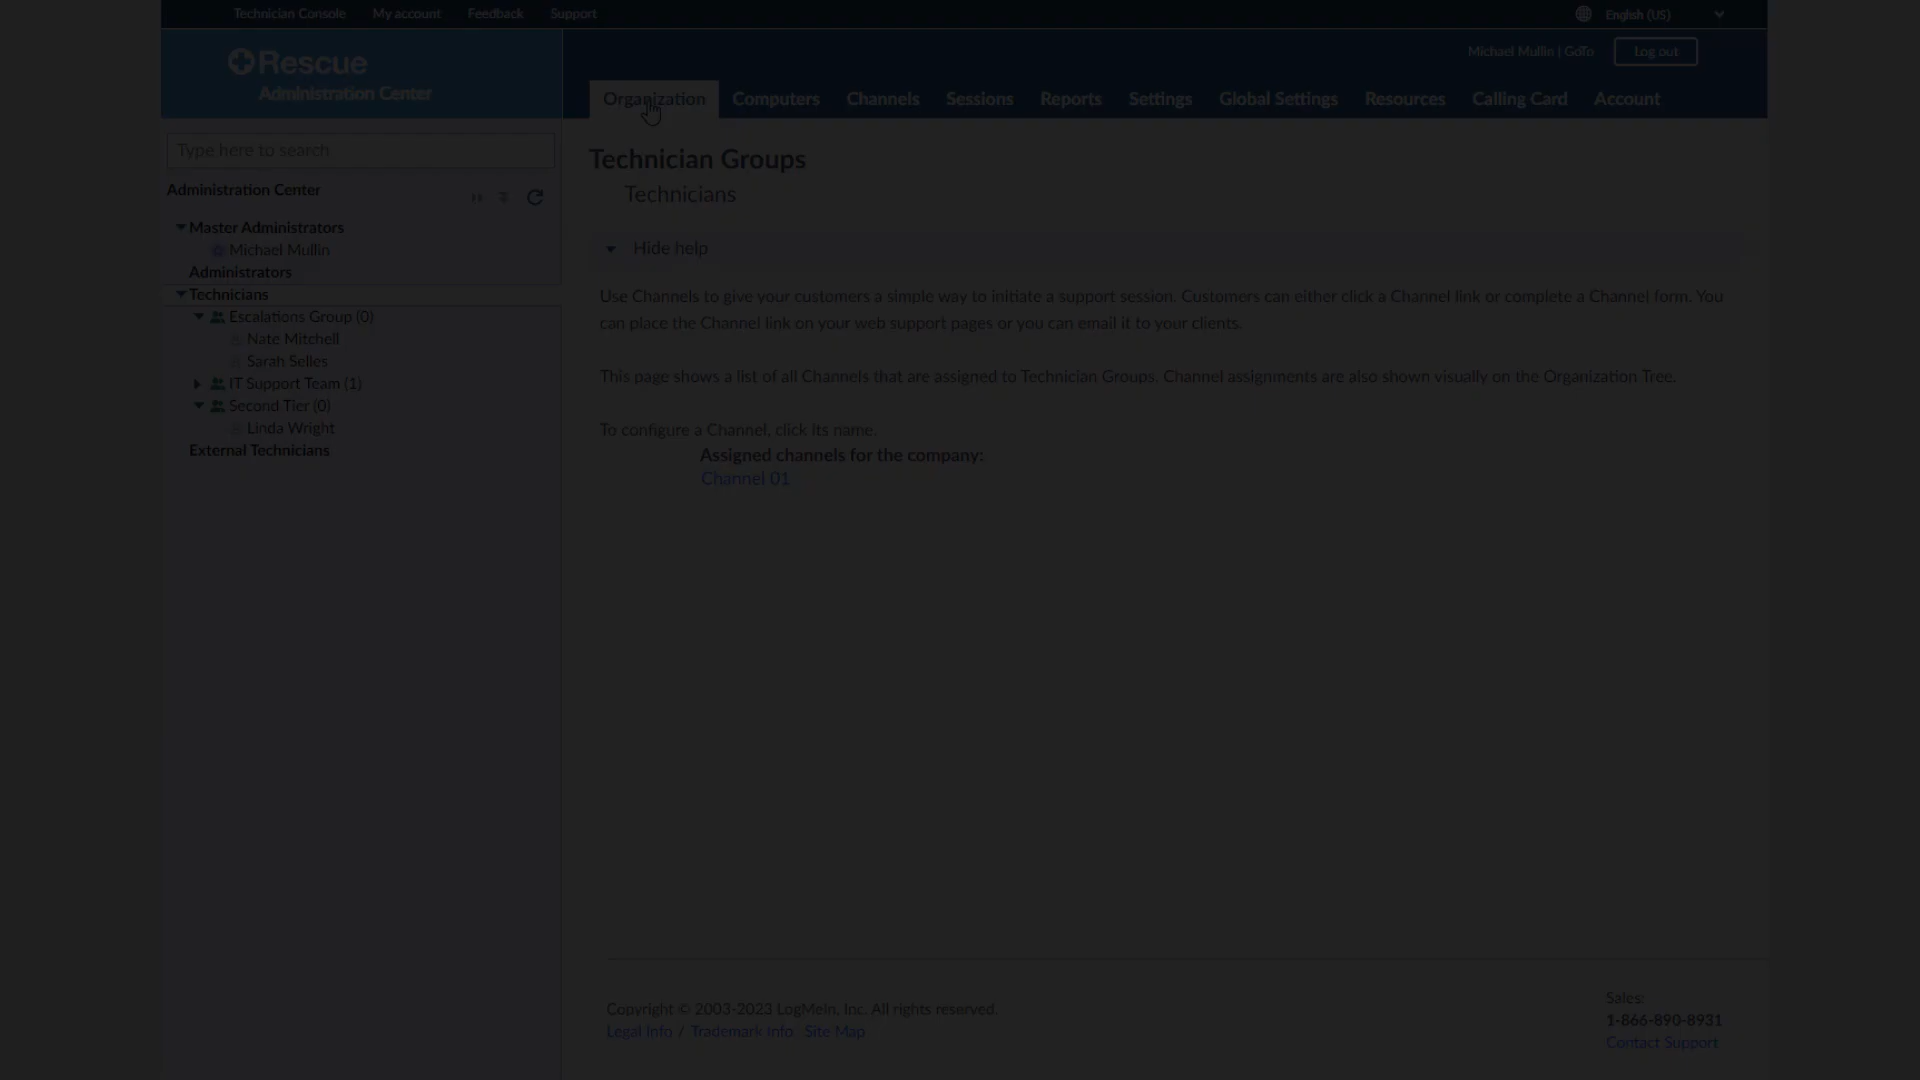 Technician Console My account Feedback Support English (US)
Rescue
Administration Center
Michael Mullin | GoTo Log out
Organization Computers Channels Sessions Reports Settings Global Settings Resources Calling Card Account
Type here to search
Administration Center
Master Administrators
Michael Mullin
Administrators
Technicians
Escalations Group (0)
Nate Mitchell
Sarah Selles
IT Support Team (1)
Second Tier (0)
Linda Wright
External Technicians
Technician Groups
Technicians
Hide help
Use Channels to give your customers a simple way to initiate a support session. Customers can either click a Channel link or complete a Channel form. You
can place the Channel link on your web support pages or you can email it to your clients.
This page shows a list of all Channels that are assigned to Technician Groups. Channel assignments are also shown visually on the Organization Tree.
To configure a Channel, click its name.
Assigned channels for the company:
Channel 01
Copyright © 2003-2023 LogMeIn, Inc. All rights reserved.
Legal Info / Trademark Info Site Map
Sales:
1-866-890-8931
Contact Support